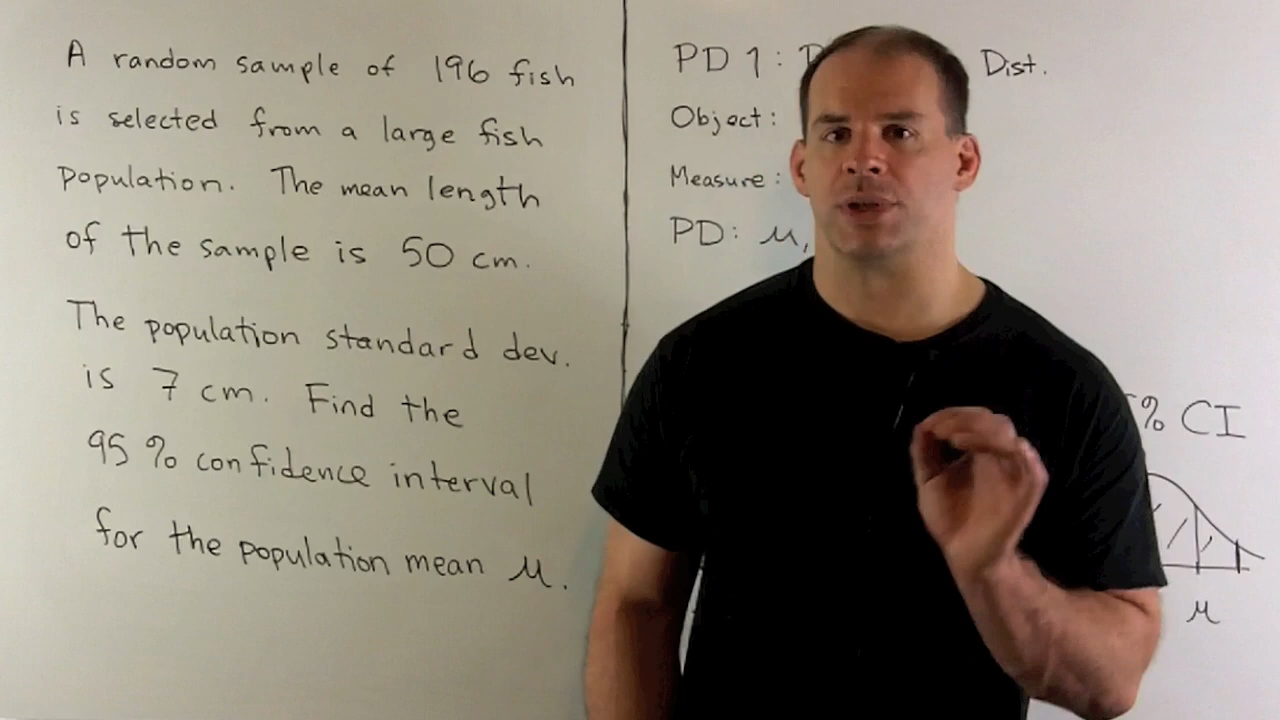 A random sample of 196 fish
is selected from a large fish
population. The mean length
of the sample is 50 cm.
The population standard dev.
is 7 cm. Find the
95% confidence interval
for the population mean μ.
PD 1: Dist.
Object:
Measure:
PD: μ,
% CI
μ